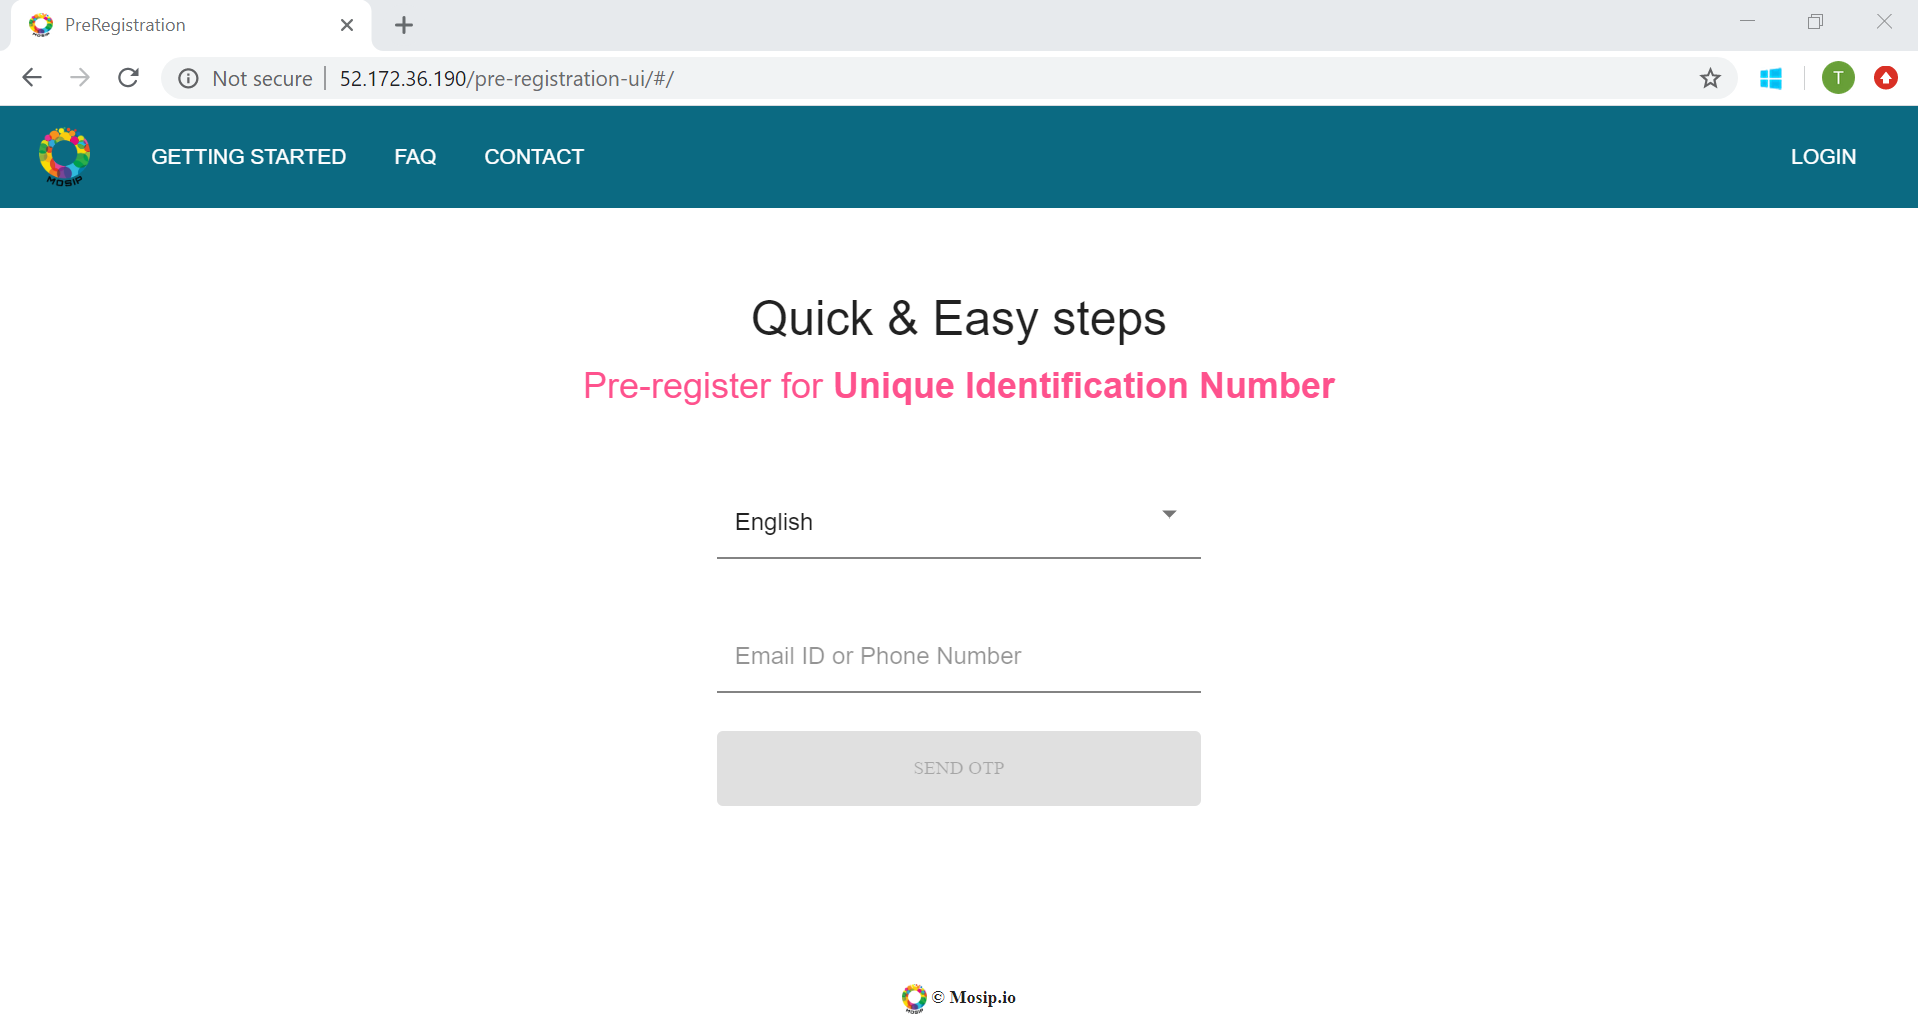 PreRegistration
Not secure 52.172.36.190/pre-registration-ui/#/
T
MOSIP
GETTING STARTED FAQ CONTACT LOGIN
Quick & Easy steps
Pre-register for Unique Identification Number
English
Email ID or Phone Number
SEND OTP
MOSIP
© Mosip.io